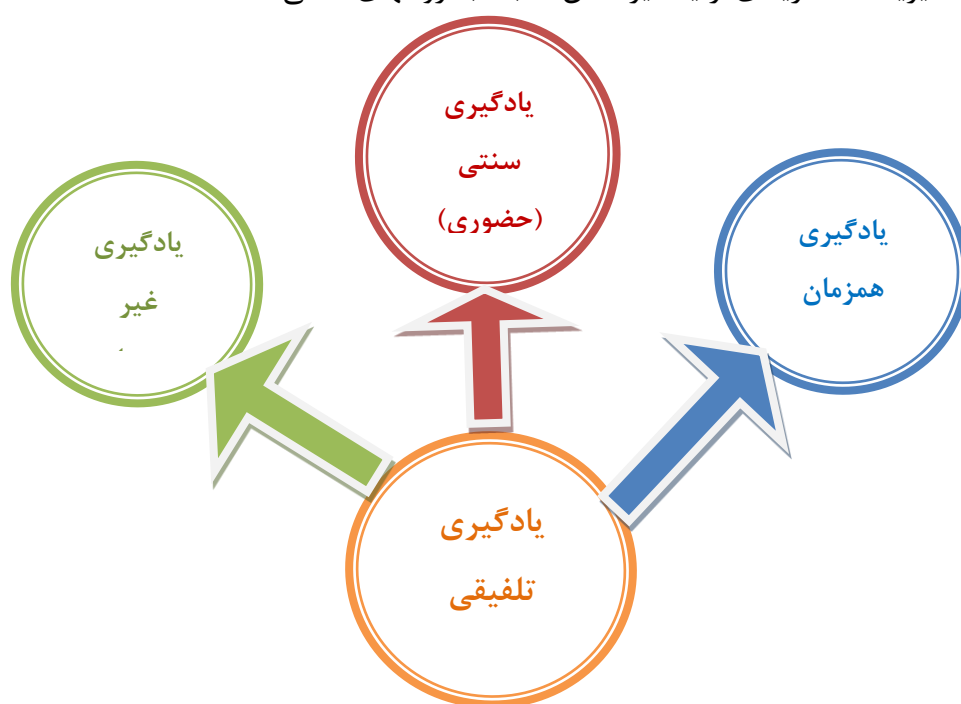 یادگیری
سنتی
(حضوری)
یادگیری
همزمان
یادگیری
غیر
یادگیری
تلفیقی